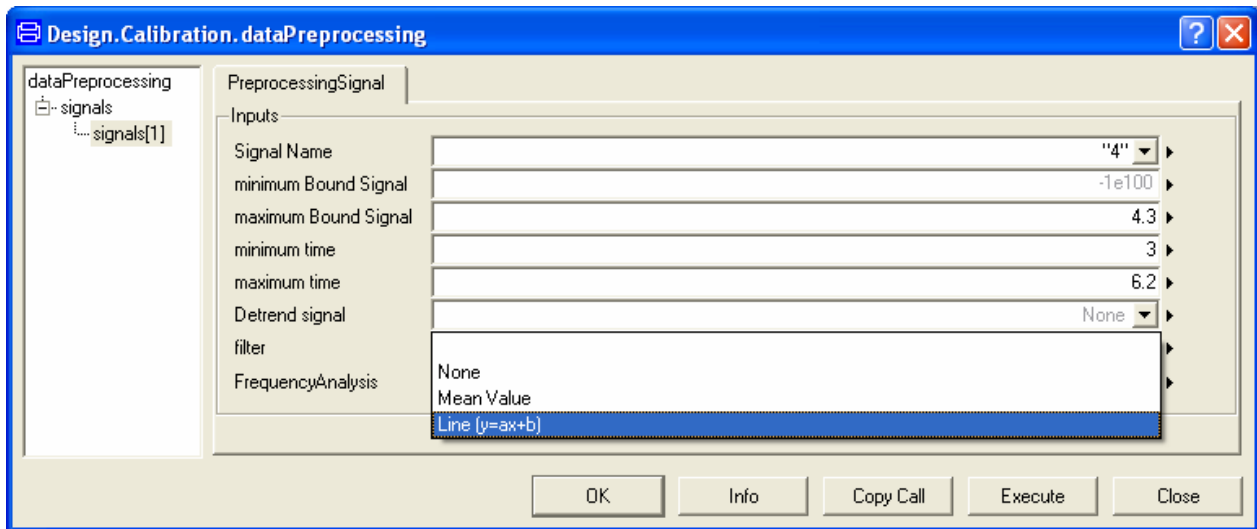 Design.Calibration.dataPreprocessing
dataPreprocessing
signals
signals[1]
PreprocessingSignal
Inputs
Signal Name "4"
minimum Bound Signal -1e100
maximum Bound Signal 4.3
minimum time 3
maximum time 6.2
Detrend signal None
filter
None
FrequencyAnalysis
Mean Value
Line (y=ax+b)
OK Info Copy Call Execute Close